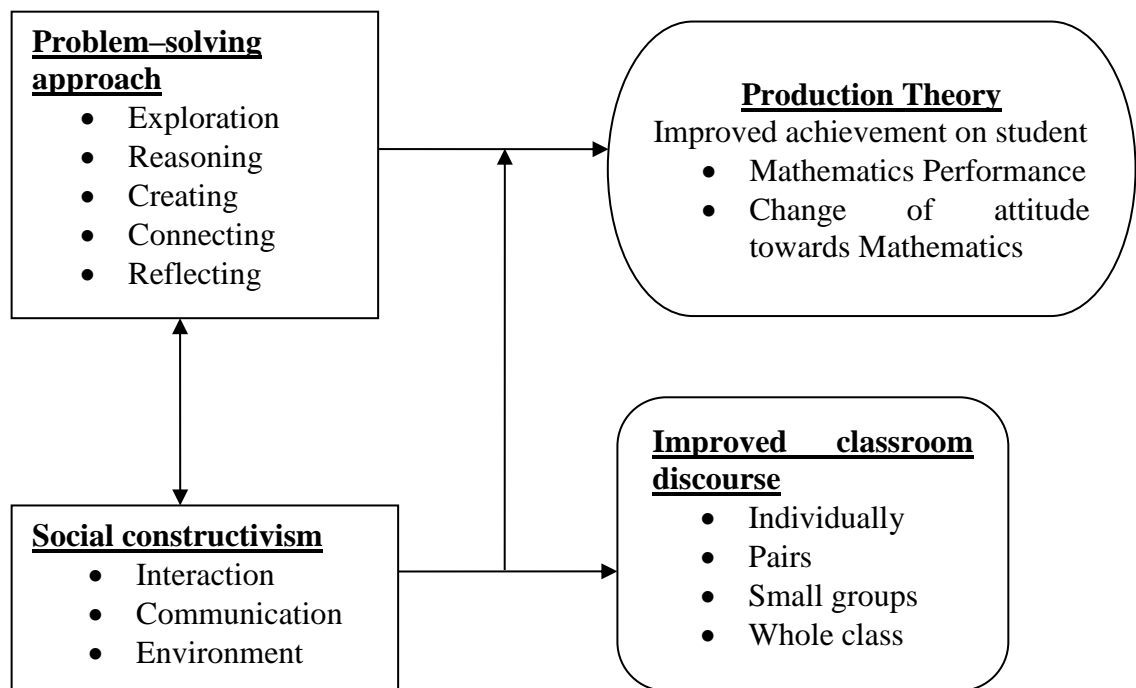 Problem–solving
approach
• Exploration
• Reasoning
• Creating
• Connecting
• Reflecting
Production Theory
Improved achievement on student
• Mathematics Performance
• Change of attitude
towards Mathematics
Social constructivism
• Interaction
• Communication
• Environment
Improved classroom
discourse
• Individually
• Pairs
• Small groups
• Whole class